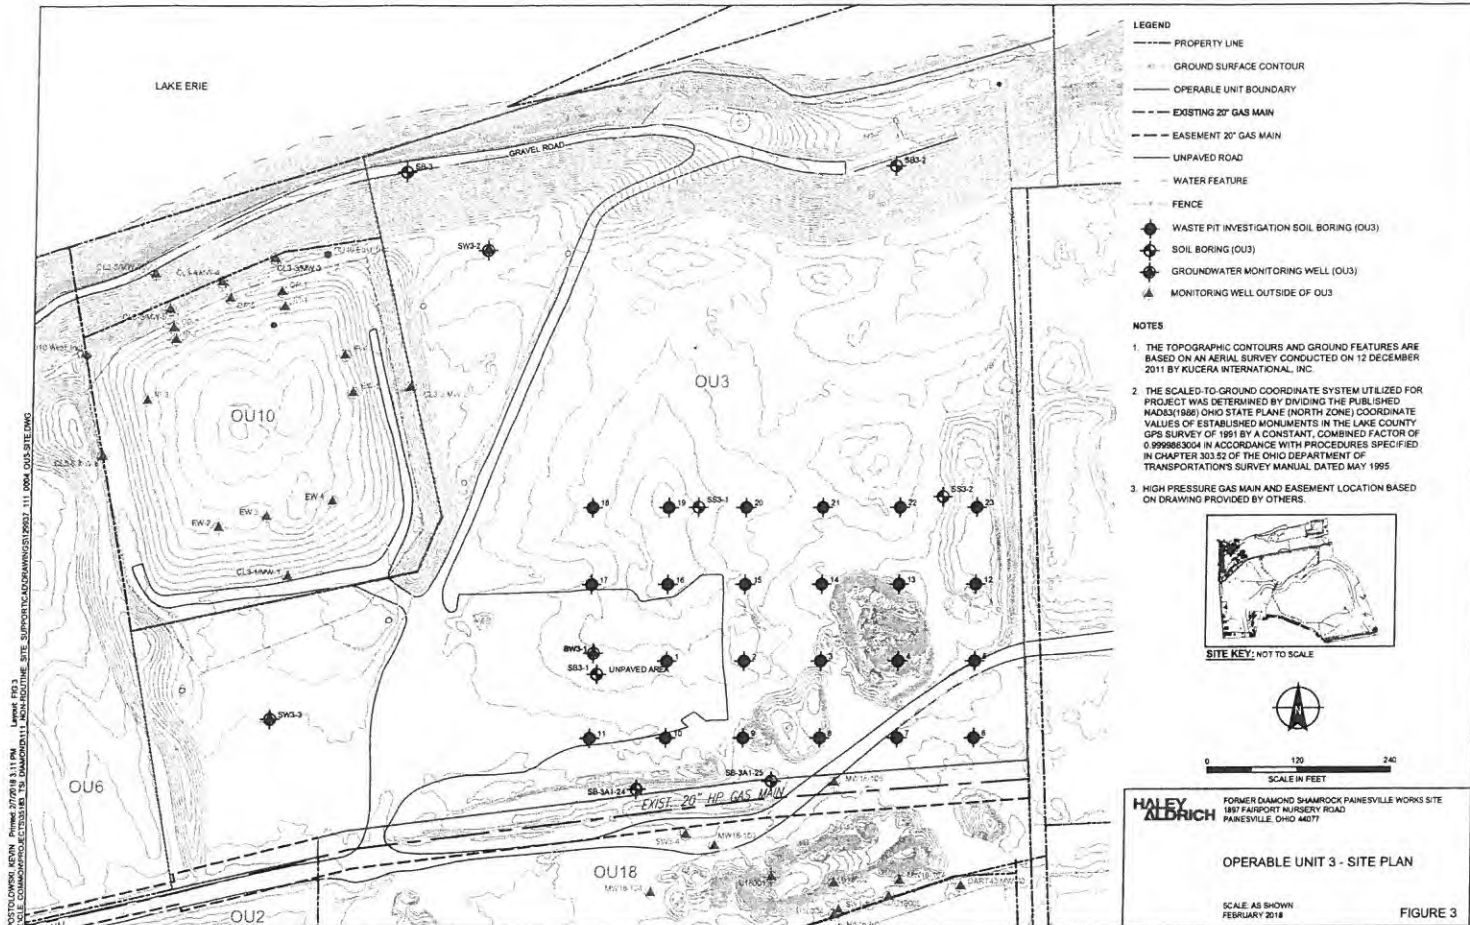 LAKE ERIE
GRAVEL ROAD
SB-3
SB3-2
SW3-2
OU3
OU10
EW 4
EW-2
18
19
SS3-1
20
21
22
SS3-2
23
17
16
15
14
13
12
SB3-1
UNPAVED AREA
1
2
3
4
SW3-3
11
10
9
7
SB-3A1-25
SB-3A1-24
EXIST. 20" HP GAS MAIN
OU6
OU18
OU2
LEGEND
PROPERTY LINE
GROUND SURFACE CONTOUR
OPERABLE UNIT BOUNDARY
EXISTING 20" GAS MAIN
EASEMENT 20" GAS MAIN
UNPAVED ROAD
WATER FEATURE
FENCE
WASTE PIT INVESTIGATION SOIL BORING (OU3)
SOIL BORING (OU3)
GROUNDWATER MONITORING WELL (OU3)
MONITORING WELL OUTSIDE OF OU3
NOTES
1. THE TOPOGRAPHIC CONTOURS AND GROUND FEATURES ARE
BASED ON AN AERIAL SURVEY CONDUCTED ON 12 DECEMBER
2011 BY KUCERA INTERNATIONAL, INC.
2. THE SCALED-TO-GROUND COORDINATE SYSTEM UTILIZED FOR
PROJECT WAS DETERMINED BY DIVIDING THE PUBLISHED
NAD83(1986) OHIO STATE PLANE (NORTH ZONE) COORDINATE
VALUES OF ESTABLISHED MONUMENTS IN THE LAKE COUNTY
GPS SURVEY OF 1991 BY A CONSTANT, COMBINED FACTOR OF
0.9999863004 IN ACCORDANCE WITH PROCEDURES SPECIFIED
IN CHAPTER 303.52 OF THE OHIO DEPARTMENT OF
TRANSPORTATION'S SURVEY MANUAL DATED MAY 1995
3. HIGH PRESSURE GAS MAIN AND EASEMENT LOCATION BASED
ON DRAWING PROVIDED BY OTHERS.
SITE KEY: NOT TO SCALE
N
0 120 240
SCALE IN FEET
HALEY
ALDRICH
FORMER DIAMOND SHAMROCK PAINESVILLE WORKS SITE
1897 FAIRPORT NURSERY ROAD
PAINESVILLE, OHIO 44077
OPERABLE UNIT 3 - SITE PLAN
SCALE: AS SHOWN
FEBRUARY 2018
FIGURE 3